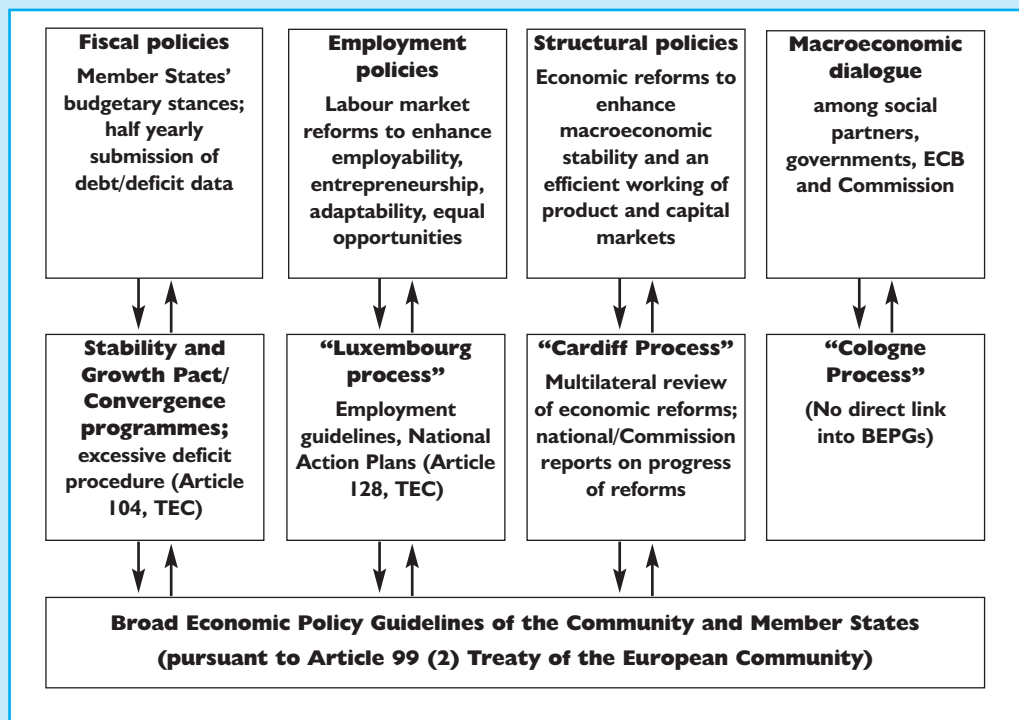 Fiscal policies
Member States’
budgetary stances;
half yearly
submission of
debt/deficit data
Employment
policies
Labour market
reforms to enhance
employability,
entrepreneurship,
adaptability, equal
opportunities
Structural policies
Economic reforms to
enhance
macroeconomic
stability and an
efficient working of
product and capital
markets
Macroeconomic
dialogue
among social
partners,
governments, ECB
and Commission
Stability and
Growth Pact/
Convergence
programmes;
excessive deficit
procedure (Article
104, TEC)
“Luxembourg
process”
Employment
guidelines, National
Action Plans (Article
128, TEC)
“Cardiff Process”
Multilateral review
of economic reforms;
national/Commission
reports on progress
of reforms
“Cologne
Process”
(No direct link
into BEPGs)
Broad Economic Policy Guidelines of the Community and Member States
(pursuant to Article 99 (2) Treaty of the European Community)